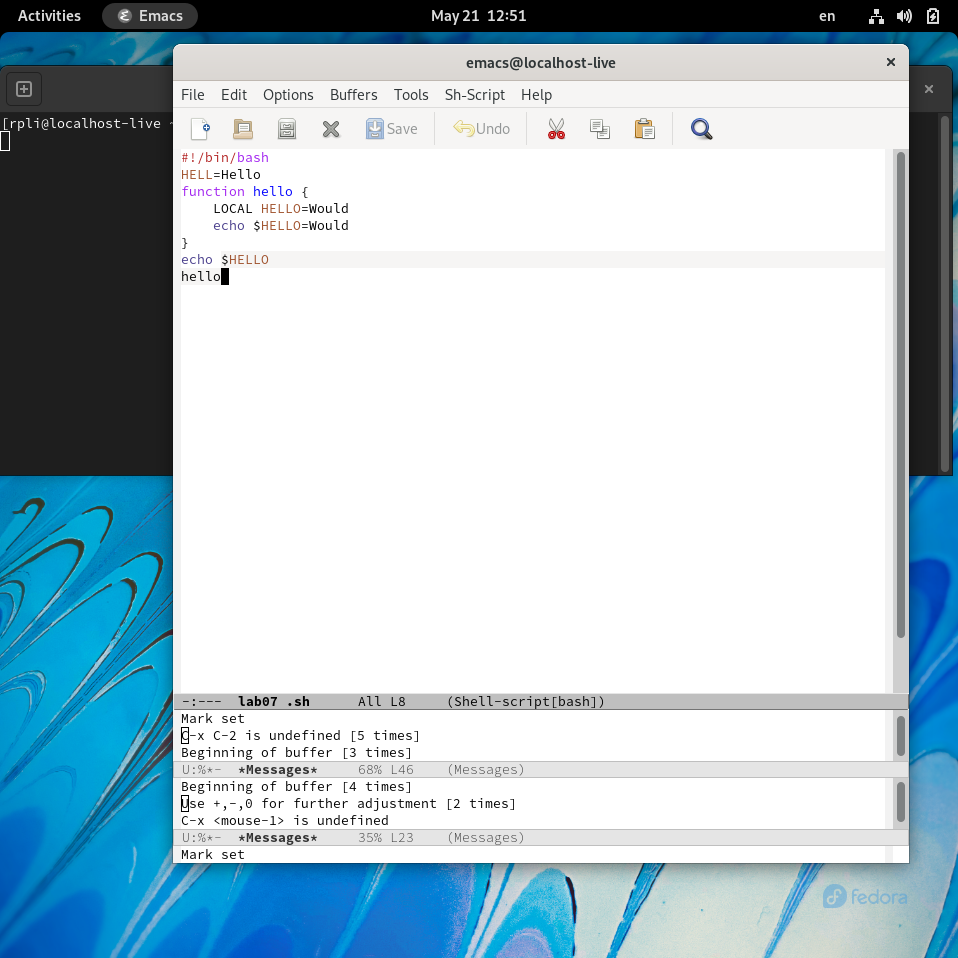 Activities Emacs May 21 12:51 en
emacs@localhost-live
File Edit Options Buffers Tools Sh-Script Help
Save Undo
[rpli@localhost-live ~
#!/bin/bash
HELL=Hello
function hello {
    LOCAL HELLO=Would
    echo $HELLO=Would
}
echo $HELLO
hello
-:--- lab07 .sh All L8 (Shell-script[bash])
Mark set
C-x C-2 is undefined [5 times]
Beginning of buffer [3 times]
U:%*- *Messages* 68% L46 (Messages)
Beginning of buffer [4 times]
Use +,-,0 for further adjustment [2 times]
C-x <mouse-1> is undefined
U:%*- *Messages* 35% L23 (Messages)
Mark set
fedora